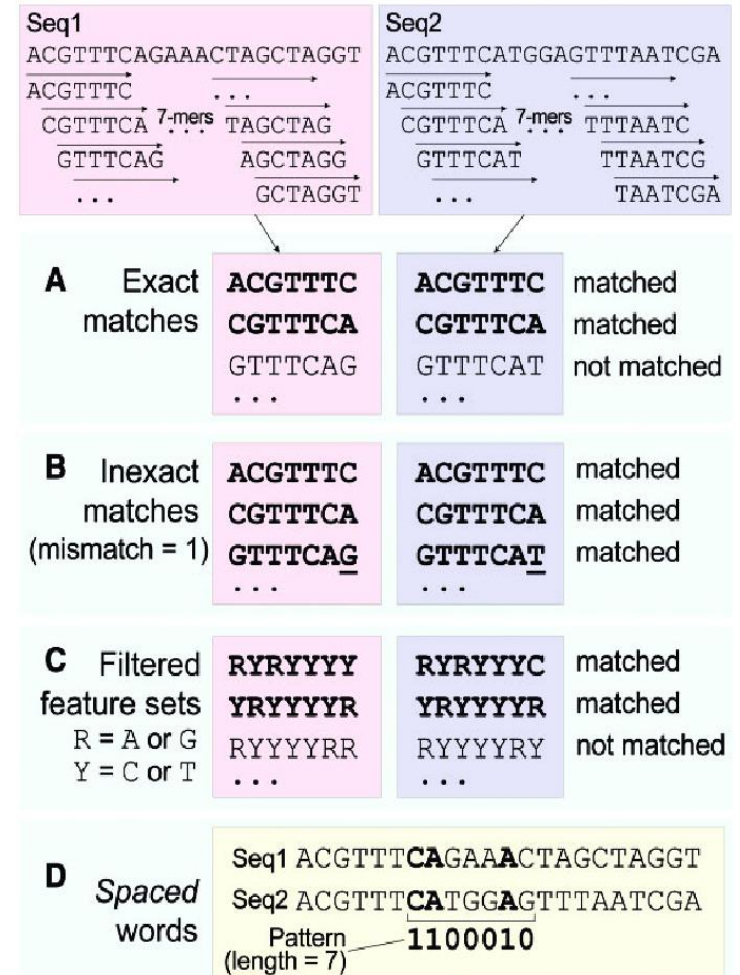 Seq1
ACGTTTCAGAAACTAGCTAGGT
ACGTTTC ...
CGTTTCA 7-mers ... TAGCTAG
GTTTCAG AGCTAGG
... GCTAGGT
Seq2
ACGTTTCATGGAGTTTAATCGA
ACGTTTC ...
CGTTTCA 7-mers ... TTTAATC
GTTTCAT TTAATCG
... TAATCGA
A Exact matches
ACGTTTC ACGTTTC matched
CGTTTCA CGTTTCA matched
GTTTCAG GTTTCAT not matched
... ...
B Inexact matches
(mismatch = 1)
ACGTTTC ACGTTTC matched
CGTTTCA CGTTTCA matched
GTTTCAG GTTTCAT matched
... ...
C Filtered feature sets
R = A or G
Y = C or T
RYRYYYY RYRYYYC matched
YRYYYYR YRYYYYR matched
RYYYYRR RYYYYRY not matched
... ...
D Spaced words
Seq1 ACGTTTCAGAAACTAGCTAGGT
Seq2 ACGTTTCATGGAGTTTAATCGA
Pattern 1100010
(length = 7)